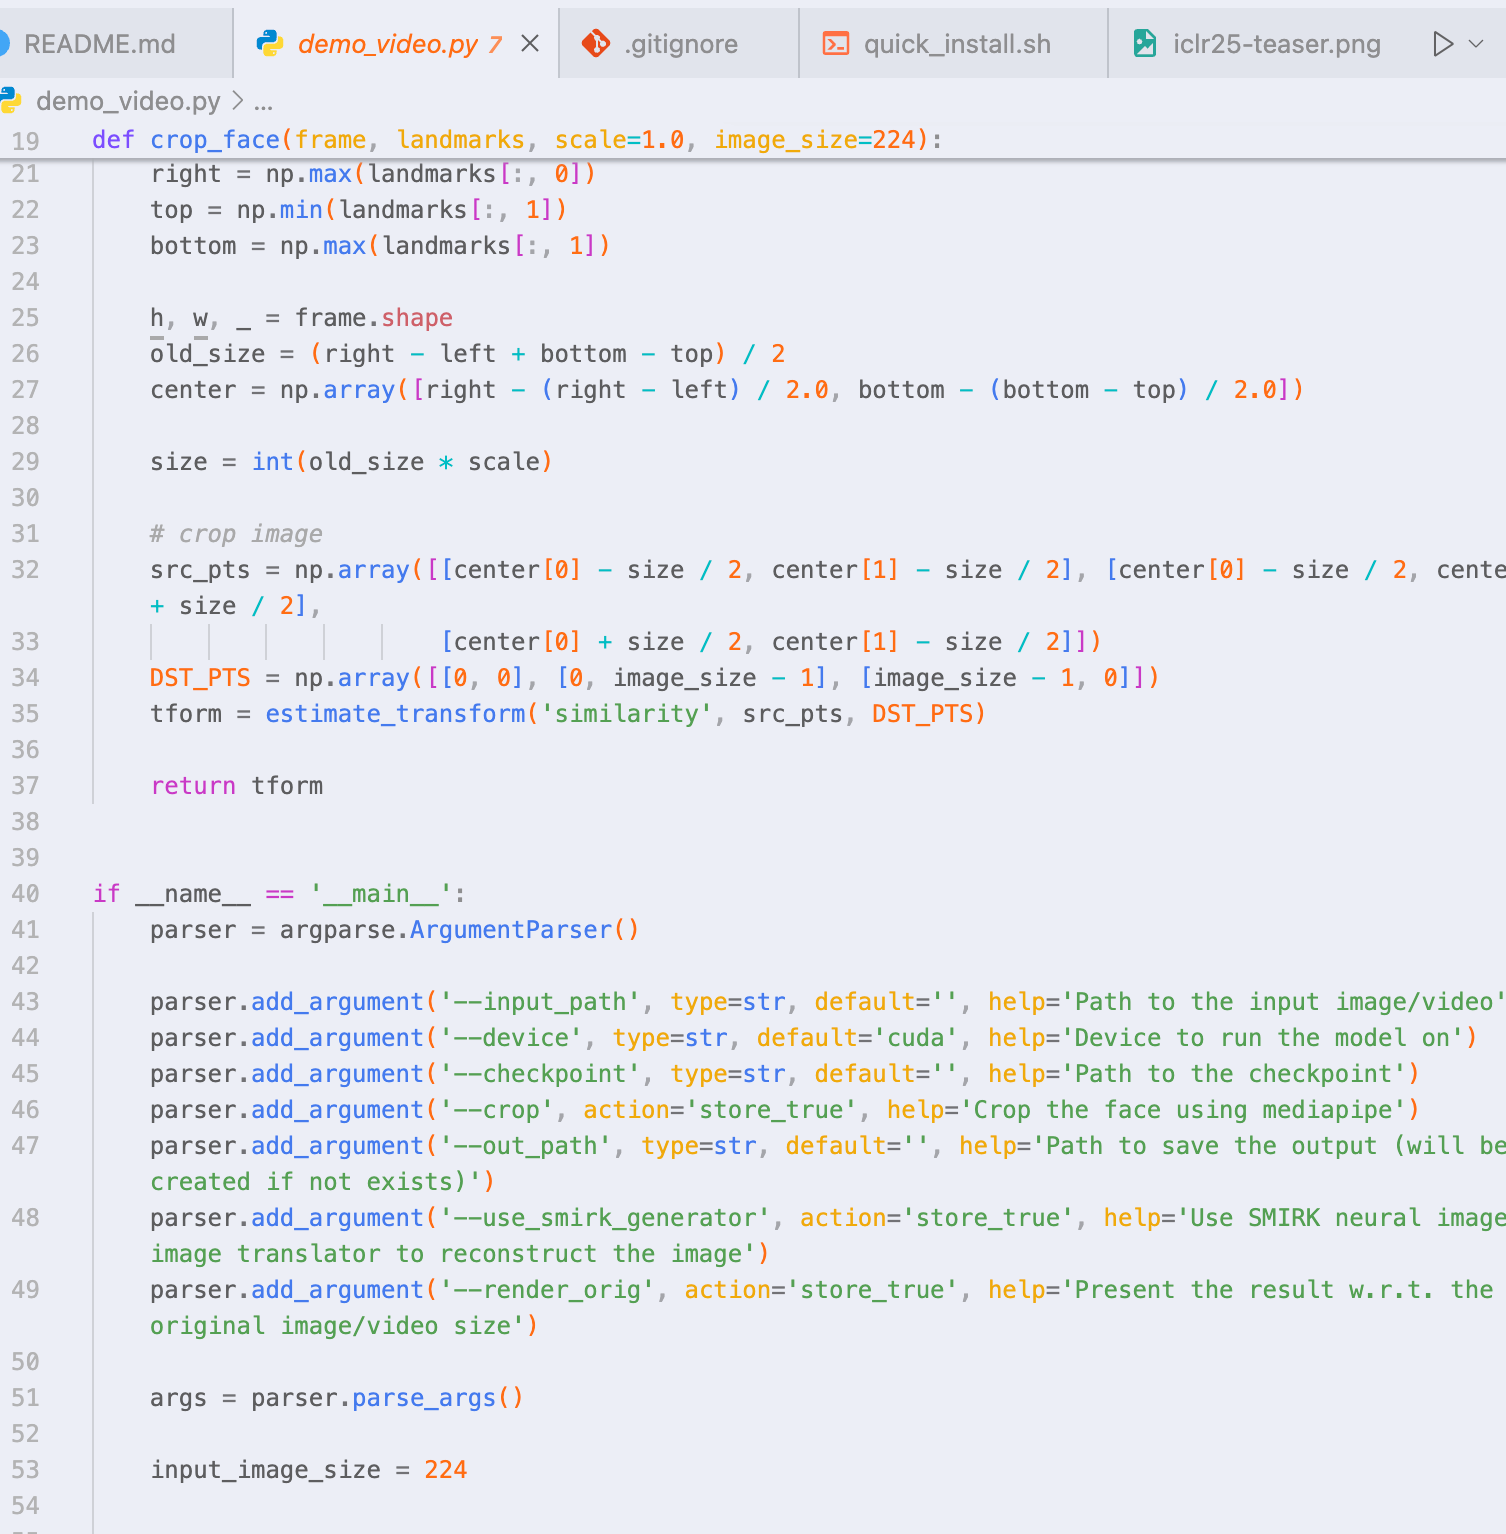 README.md
demo_video.py 7
.gitignore
quick_install.sh
iclr25-teaser.png
demo_video.py > ...
19 def crop_face(frame, landmarks, scale=1.0, image_size=224):
21 right = np.max(landmarks[:, 0])
22 top = np.min(landmarks[:, 1])
23 bottom = np.max(landmarks[:, 1])
24
25 h, w, _ = frame.shape
26 old_size = (right - left + bottom - top) / 2
27 center = np.array([right - (right - left) / 2.0, bottom - (bottom - top) / 2.0])
28
29 size = int(old_size * scale)
30
31 # crop image
32 src_pts = np.array([[center[0] - size / 2, center[1] - size / 2], [center[0] - size / 2, cente
+ size / 2],
33 [center[0] + size / 2, center[1] - size / 2]])
34 DST_PTS = np.array([[0, 0], [0, image_size - 1], [image_size - 1, 0]])
35 tform = estimate_transform('similarity', src_pts, DST_PTS)
36
37 return tform
38
39
40 if __name__ == '__main__':
41 parser = argparse.ArgumentParser()
42
43 parser.add_argument('--input_path', type=str, default='', help='Path to the input image/video'
44 parser.add_argument('--device', type=str, default='cuda', help='Device to run the model on')
45 parser.add_argument('--checkpoint', type=str, default='', help='Path to the checkpoint')
46 parser.add_argument('--crop', action='store_true', help='Crop the face using mediapipe')
47 parser.add_argument('--out_path', type=str, default='', help='Path to save the output (will be
created if not exists)')
48 parser.add_argument('--use_smirk_generator', action='store_true', help='Use SMIRK neural image
image translator to reconstruct the image')
49 parser.add_argument('--render_orig', action='store_true', help='Present the result w.r.t. the
original image/video size')
50
51 args = parser.parse_args()
52
53 input_image_size = 224
54